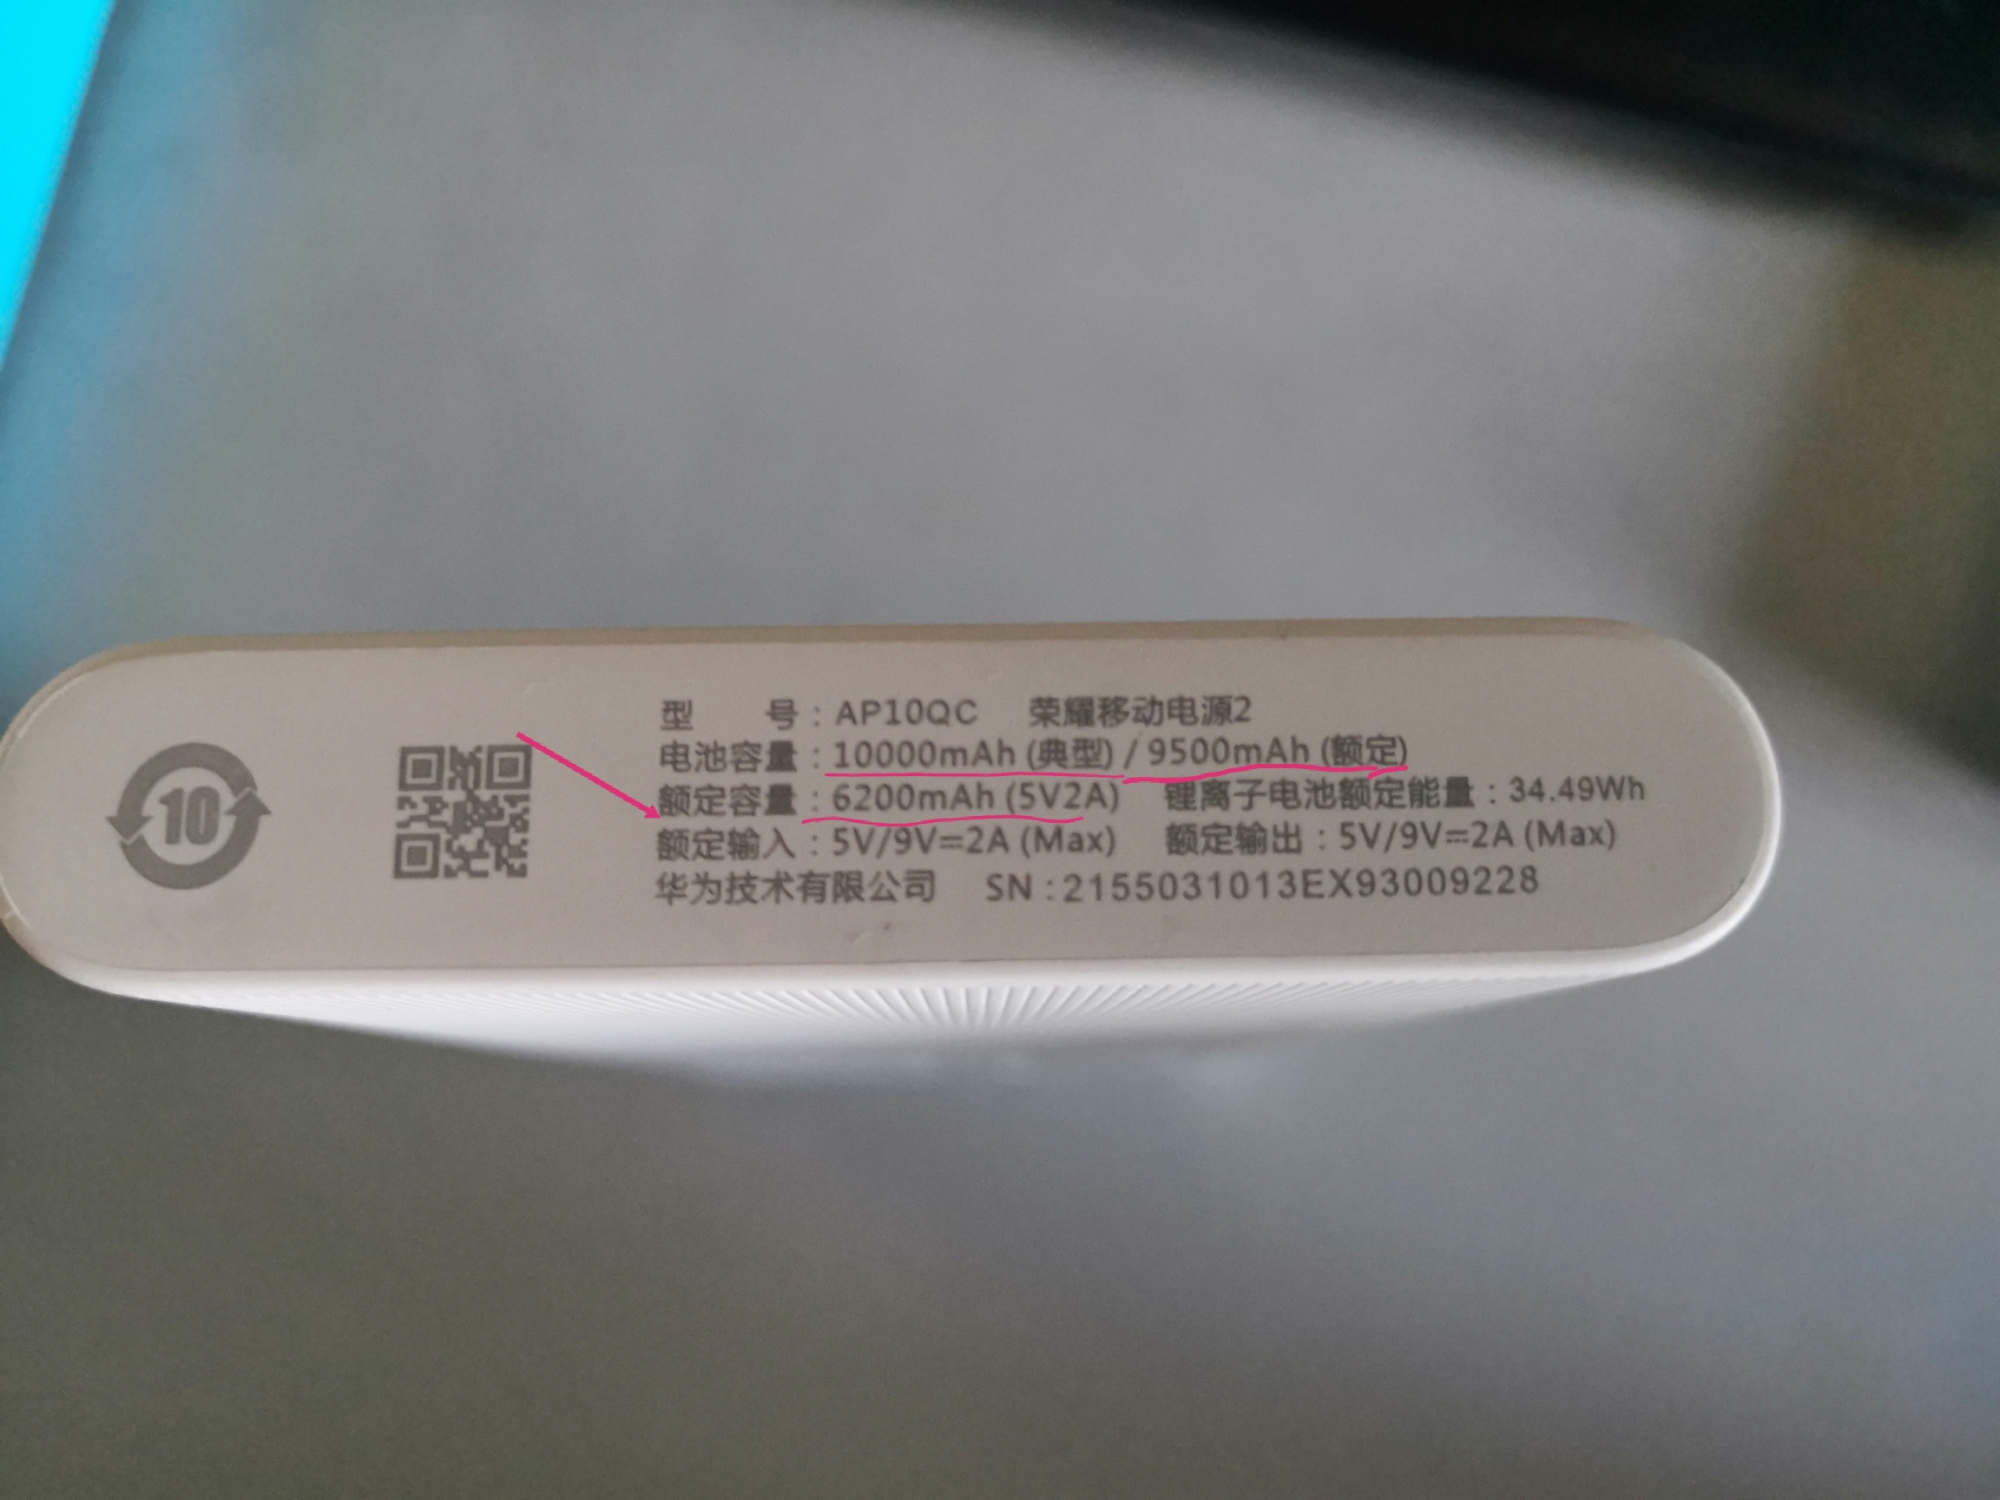 10
型 号：AP10QC 荣耀移动电源2
电池容量：10000mAh (典型) / 9500mAh (额定)
额定容量：6200mAh (5V2A) 锂离子电池额定能量：34.49Wh
额定输入：5V/9V⎓2A (Max) 额定输出：5V/9V⎓2A (Max)
华为技术有限公司 SN：2155031013EX93009228